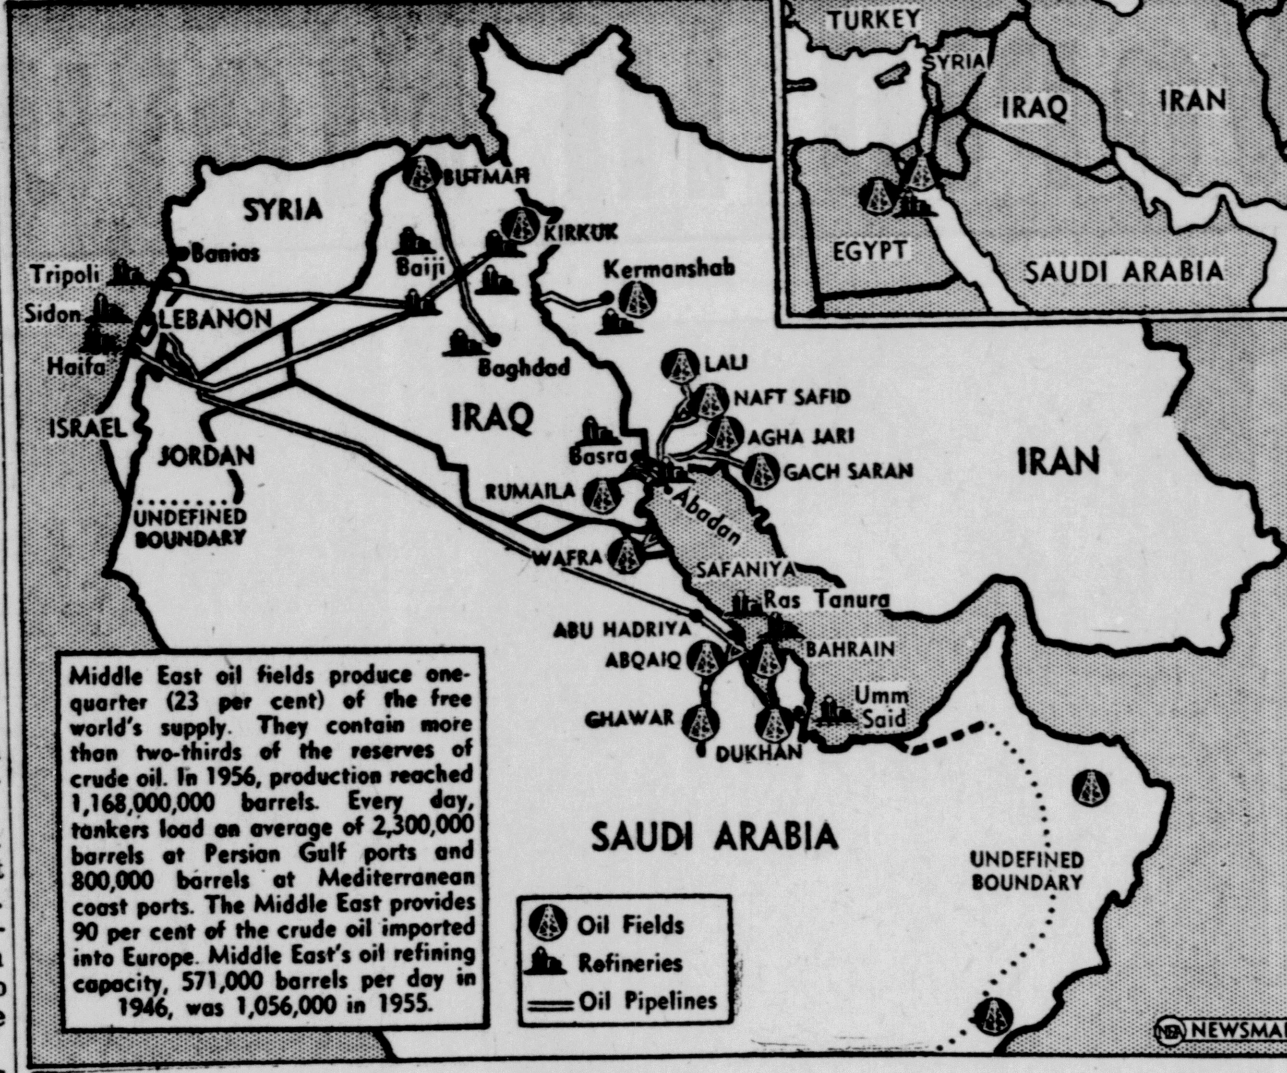 TURKEY
SYRIA
IRAQ
IRAN
EGYPT
SAUDI ARABIA
BUTMAH
SYRIA
KIRKUK
Banias
Tripoli
Baiji
Kermanshab
Sidon
LEBANON
Haifa
Baghdad
LALI
NAFT SAFID
ISRAEL
IRAQ
AGHA JARI
JORDAN
Basra
GACH SARAN
IRAN
RUMAILA
Abadan
UNDEFINED
BOUNDARY
WAFRA
SAFANIYA
Ras Tanura
ABU HADRIYA
ABQAIQ
BAHRAIN
Umm
Said
GHAWAR
DUKHAN
Middle East oil fields produce one-
quarter (23 per cent) of the free
world's supply. They contain more
than two-thirds of the reserves of
crude oil. In 1956, production reached
1,168,000,000 barrels. Every day,
tankers load an average of 2,300,000
barrels at Persian Gulf ports and
800,000 barrels at Mediterranean
coast ports. The Middle East provides
90 per cent of the crude oil imported
into Europe. Middle East's oil refining
capacity, 571,000 barrels per day in
1946, was 1,056,000 in 1955.
SAUDI ARABIA
UNDEFINED
BOUNDARY
Oil Fields
Refineries
Oil Pipelines
NEA NEWSMA